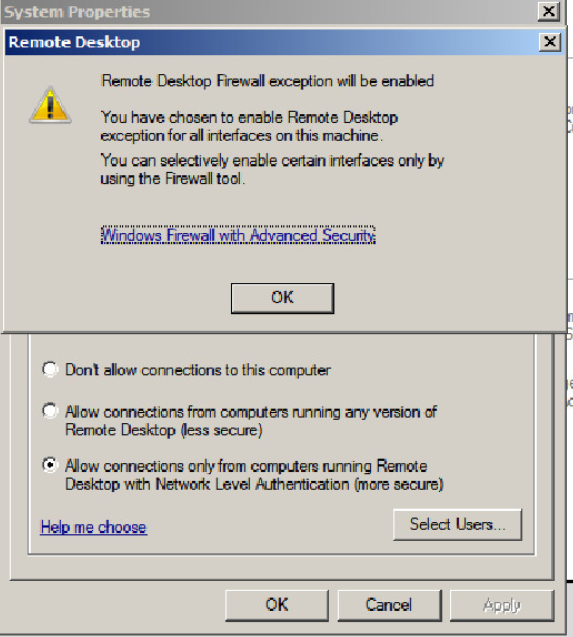 System Properties
Remote Desktop
Remote Desktop Firewall exception will be enabled
You have chosen to enable Remote Desktop
exception for all interfaces on this machine.
You can selectively enable certain interfaces only by
using the Firewall tool.
Windows Firewall with Advanced Security
OK
Don't allow connections to this computer
Allow connections from computers running any version of
Remote Desktop (less secure)
Allow connections only from computers running Remote
Desktop with Network Level Authentication (more secure)
Help me choose
Select Users...
OK
Cancel
Apply